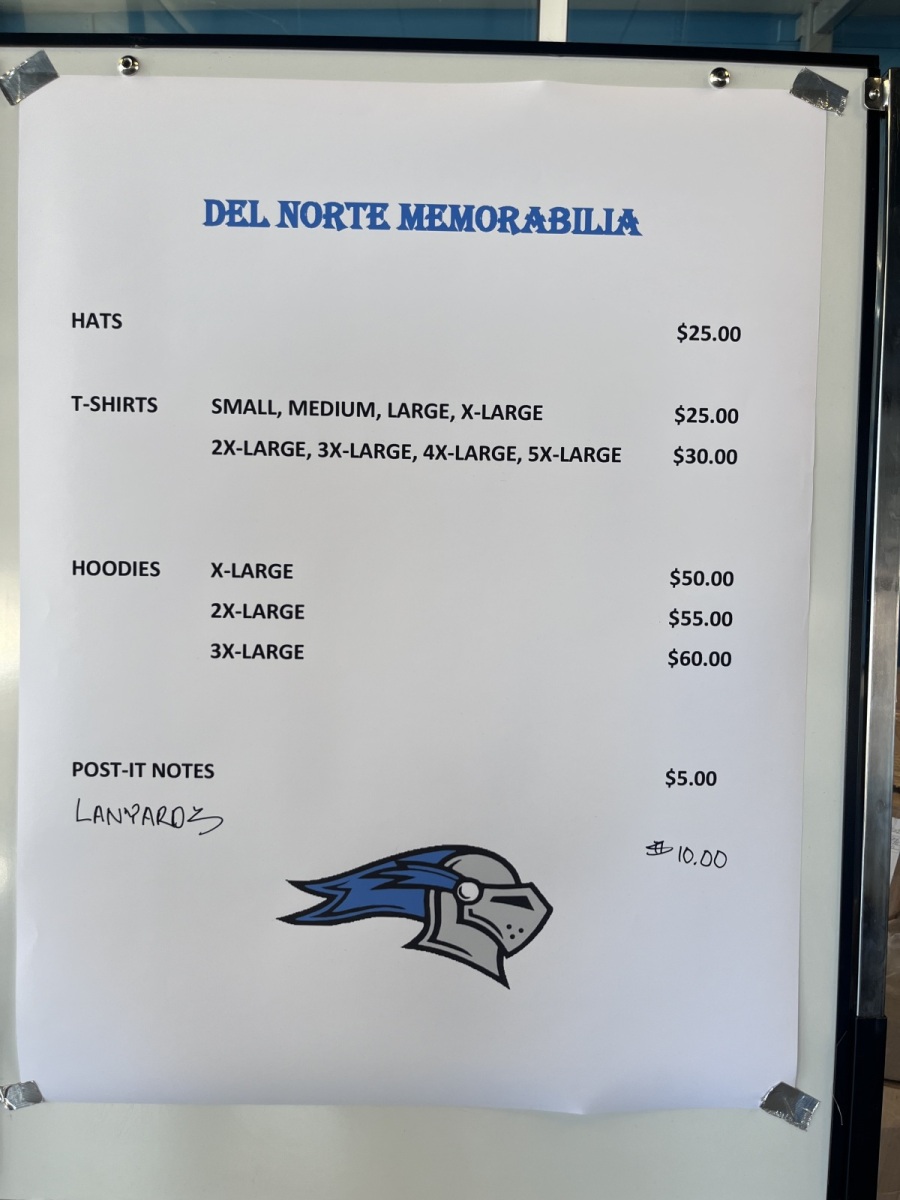 DEL NORTE MEMORABILIA
HATS $25.00
T-SHIRTS SMALL, MEDIUM, LARGE, X-LARGE $25.00
2X-LARGE, 3X-LARGE, 4X-LARGE, 5X-LARGE $30.00
HOODIES X-LARGE $50.00
2X-LARGE $55.00
3X-LARGE $60.00
POST-IT NOTES $5.00
LANYARDS $10.00